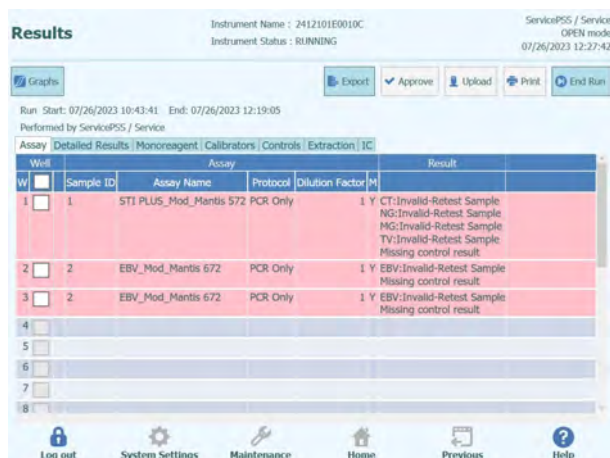 Results
Instrument Name : 2412101E0010C
Instrument Status : RUNNING
ServicePSS / Service
OPEN mode
07/26/2023 12:27:42
Graphs
Export
Approve
Upload
Print
End Run
Run Start: 07/26/2023 10:43:41 End: 07/26/2023 12:19:05
Performed by ServicePSS / Service
Assay Detailed Results Monoreagent Calibrators Controls Extraction IC
Well Assay Result
W Sample ID Assay Name Protocol Dilution Factor M
1 1 STI PLUS_Mod_Mantis 572 PCR Only 1 Y CT:Invalid-Retest Sample
NG:Invalid-Retest Sample
MG:Invalid-Retest Sample
TV:Invalid-Retest Sample
Missing control result
2 2 EBV_Mod_Mantis 672 PCR Only 1 Y EBV:Invalid-Retest Sample
Missing control result
3 2 EBV_Mod_Mantis 672 PCR Only 1 Y EBV:Invalid-Retest Sample
Missing control result
4
5
6
7
8
Log out
System Settings
Maintenance
Home
Previous
Help